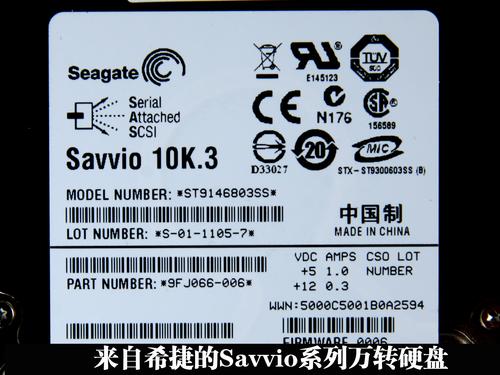 Seagate
Serial
Attached
SCSI
Savvio 10K.3
MODEL NUMBER: *ST9146803SS*
LOT NUMBER: *S-01-1105-7*
PART NUMBER: *9FJ066-006*
E145123
TUV
CE
N176
156589
D33027
20
MIC
STX-ST9300603SS (B)
中国制
MADE IN CHINA
VDC AMPS CSO LOT
+5 1.0 NUMBER
+12 0.3
WWN:5000C5001B0A2594
FIRMWARE 0006
来自希捷的Savvio系列万转硬盘